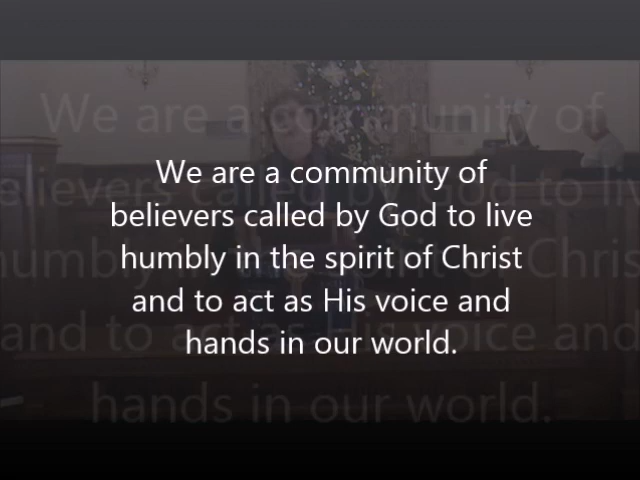 We are a community of
believers called by God to live
humbly in the spirit of Christ
and to act as His voice and
hands in our world.